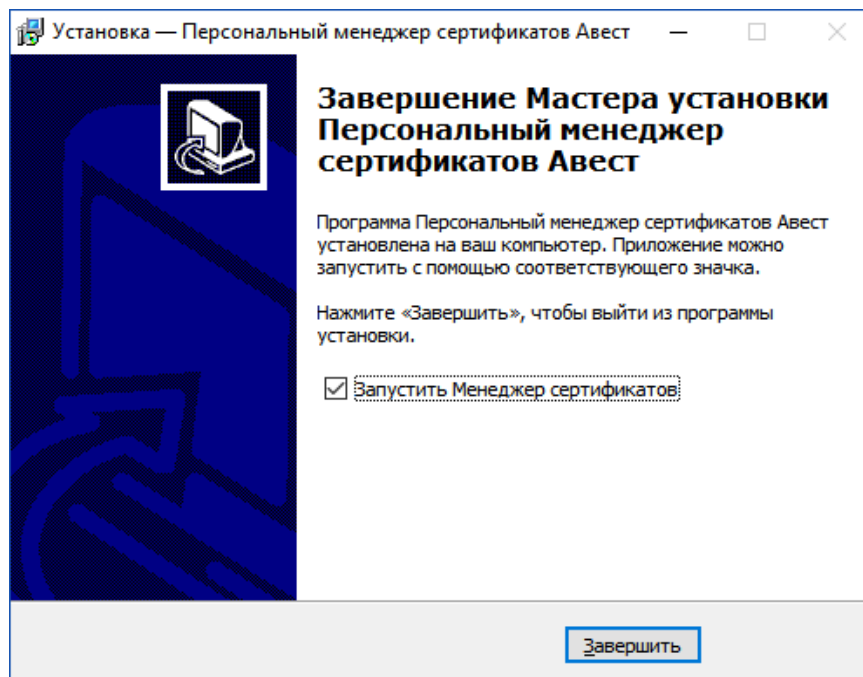 Установка — Персональный менеджер сертификатов Авест
Завершение Мастера установки
Персональный менеджер
сертификатов Авест
Программа Персональный менеджер сертификатов Авест
установлена на ваш компьютер. Приложение можно
запустить с помощью соответствующего значка.
Нажмите «Завершить», чтобы выйти из программы
установки.
Запустить Менеджер сертификатов
Завершить